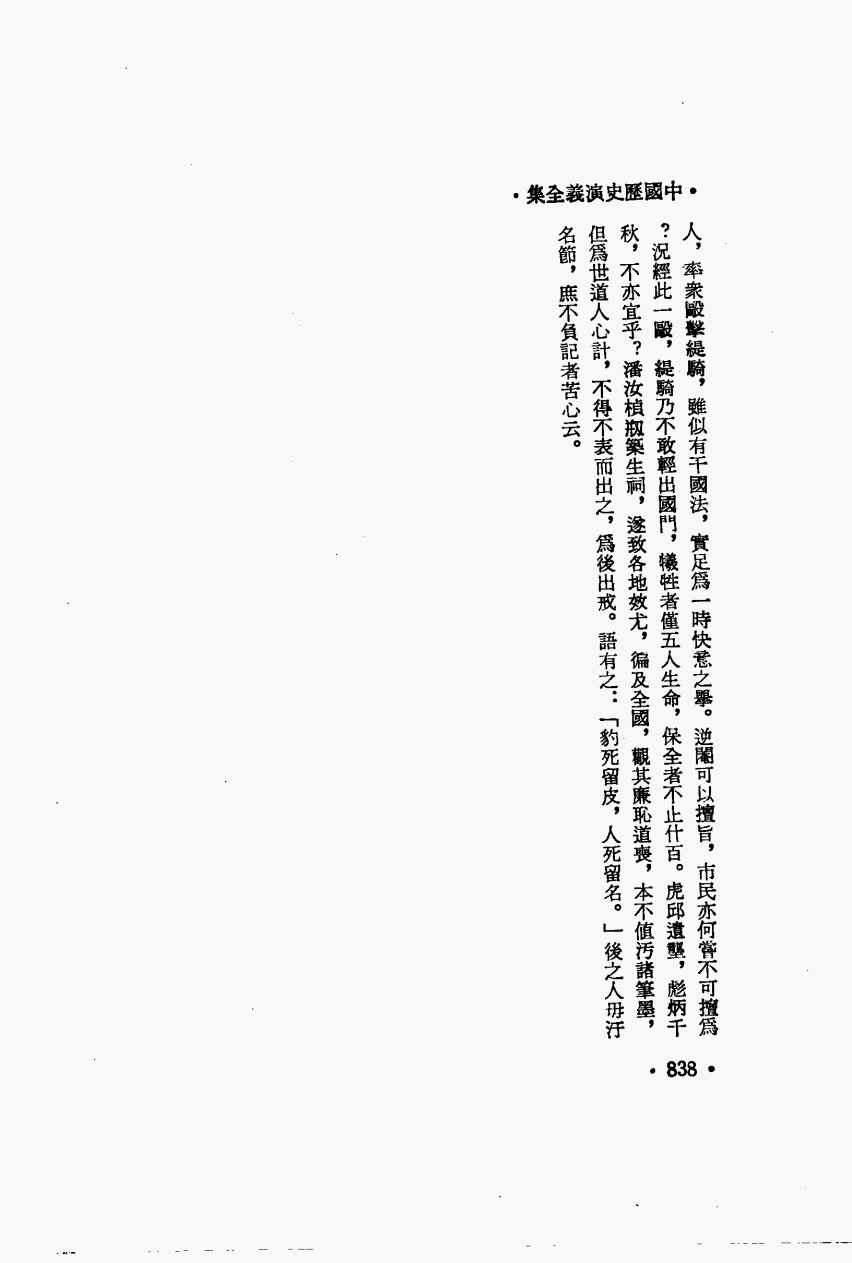 •中國歷史演義全集•
人，率衆毆擊緹騎，雖似有干國法，實足爲一時快意之舉。逆閹可以擅旨，市民亦何嘗不可擅爲
？況經此一毆，緹騎乃不敢輕出國門，犧牲者僅五人生命，保全者不止什百。虎邱遺壟，彪炳千
秋，不亦宜乎？潘汝楨剏築生祠，遂致各地效尤，徧及全國，觀其廉恥道喪，本不値汚諸筆墨，
但爲世道人心計，不得不表而出之，爲後出戒。語有之：「豹死留皮，人死留名。」後之人毋汙
名節，庶不負記者苦心云。
•838•